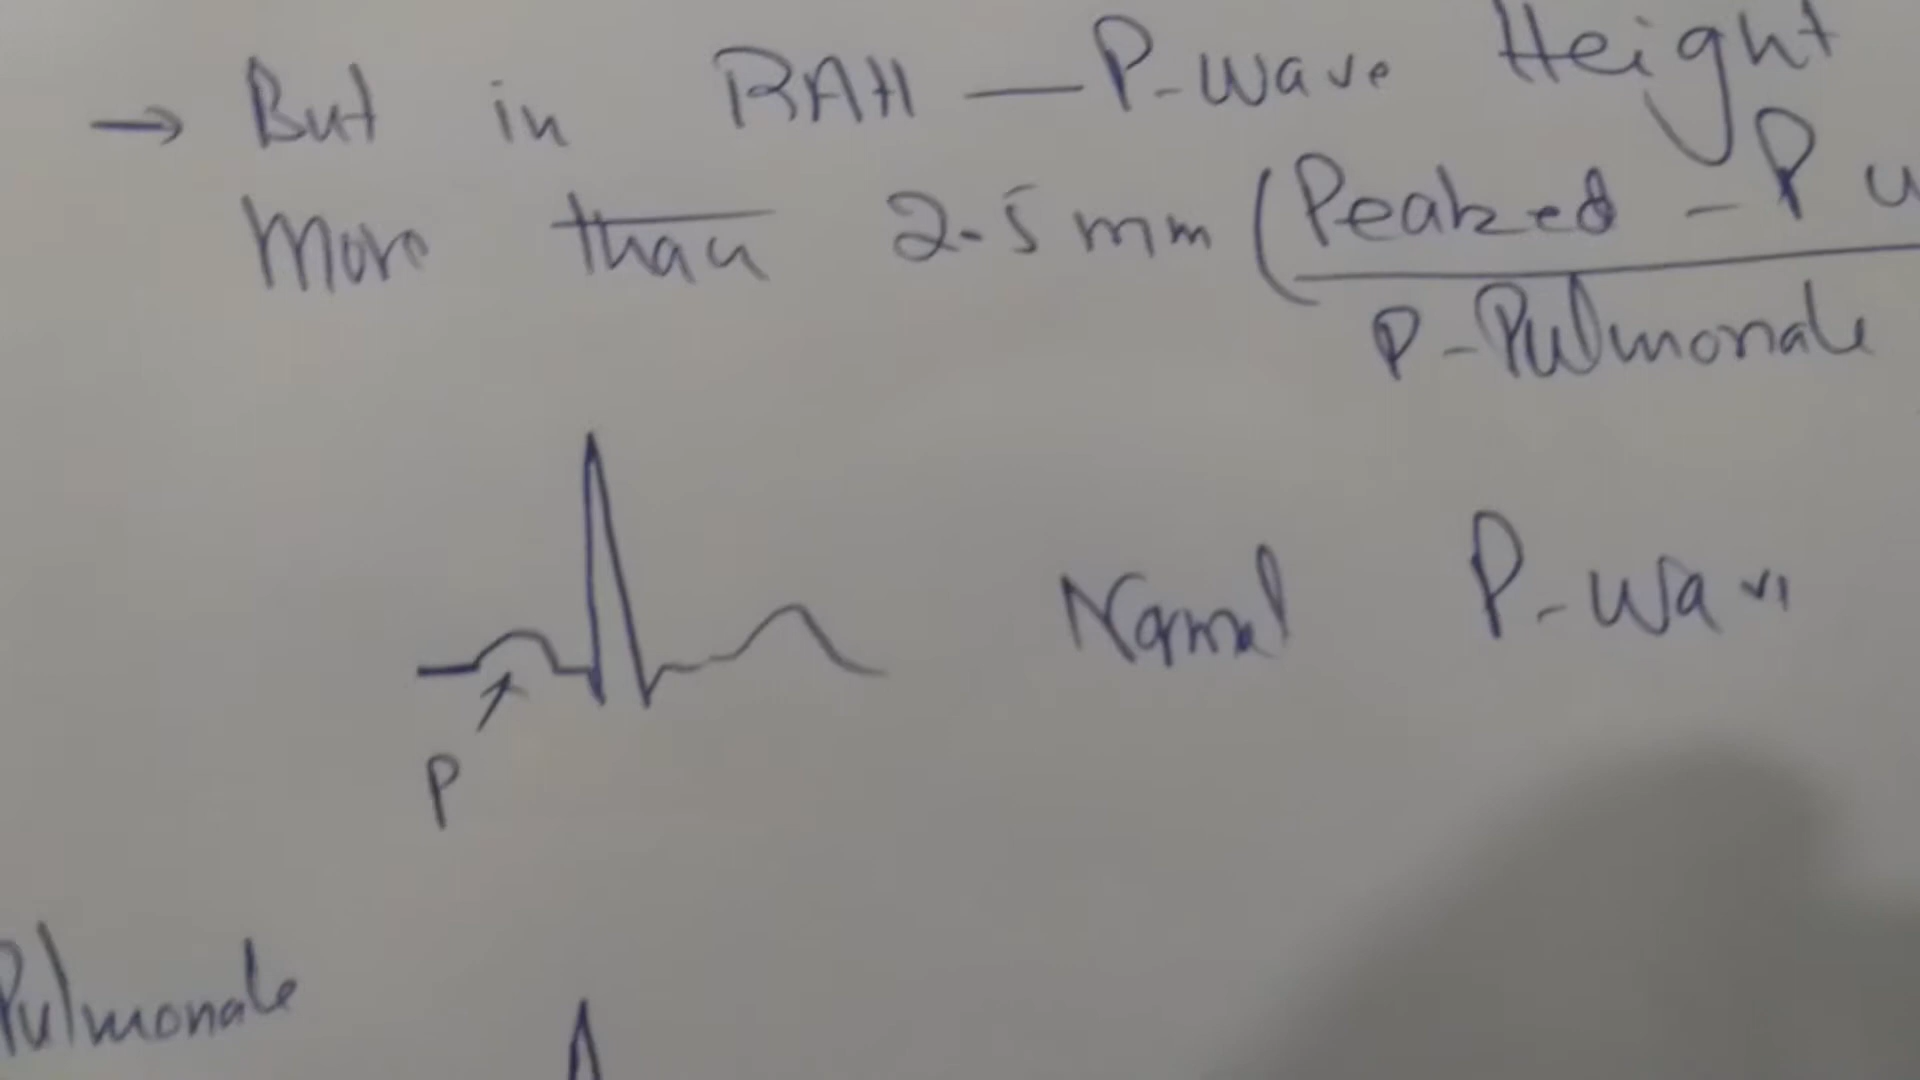 → But in RAH — P-wave Height
More than 2.5 mm (Peaked - P
P-Pulmonale
Normal P-wave
P
Pulmonale